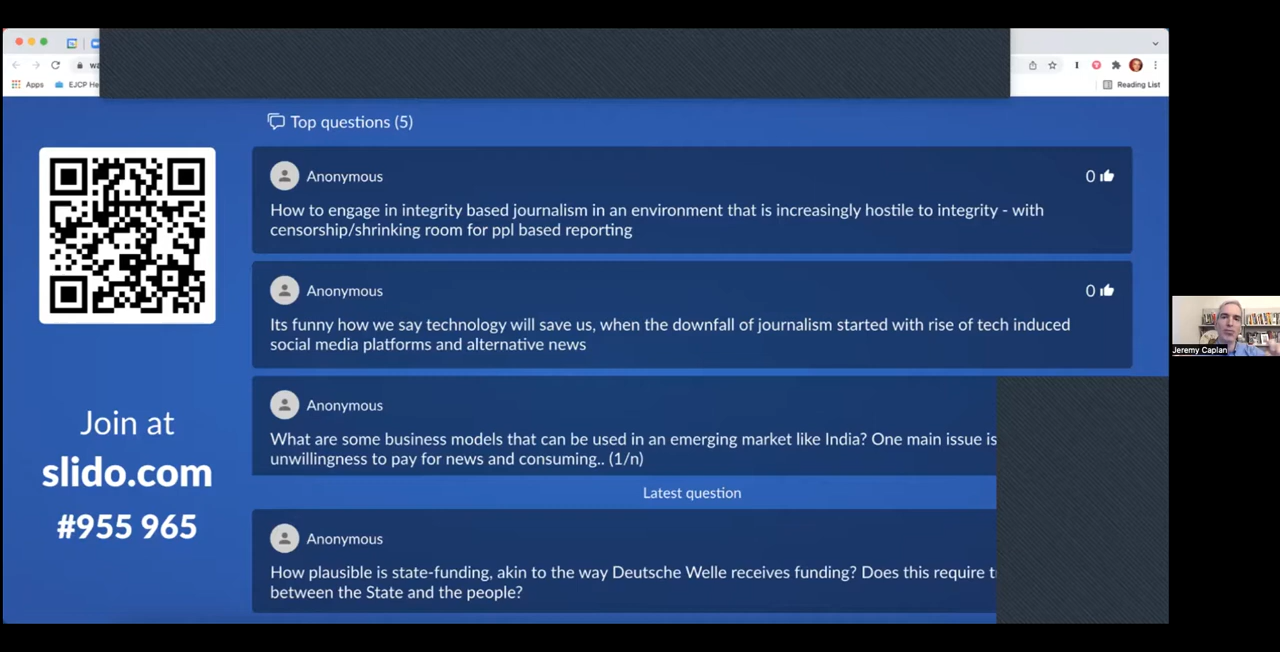 Apps
EJCP He
Reading List
Top questions (5)
Anonymous
0
How to engage in integrity based journalism in an environment that is increasingly hostile to integrity - with
censorship/shrinking room for ppl based reporting
Anonymous
0
Its funny how we say technology will save us, when the downfall of journalism started with rise of tech induced
social media platforms and alternative news
Anonymous
What are some business models that can be used in an emerging market like India? One main issue is
unwillingness to pay for news and consuming.. (1/n)
Latest question
Anonymous
How plausible is state-funding, akin to the way Deutsche Welle receives funding? Does this require
between the State and the people?
Join at
slido.com
#955 965
Jeremy Caplan